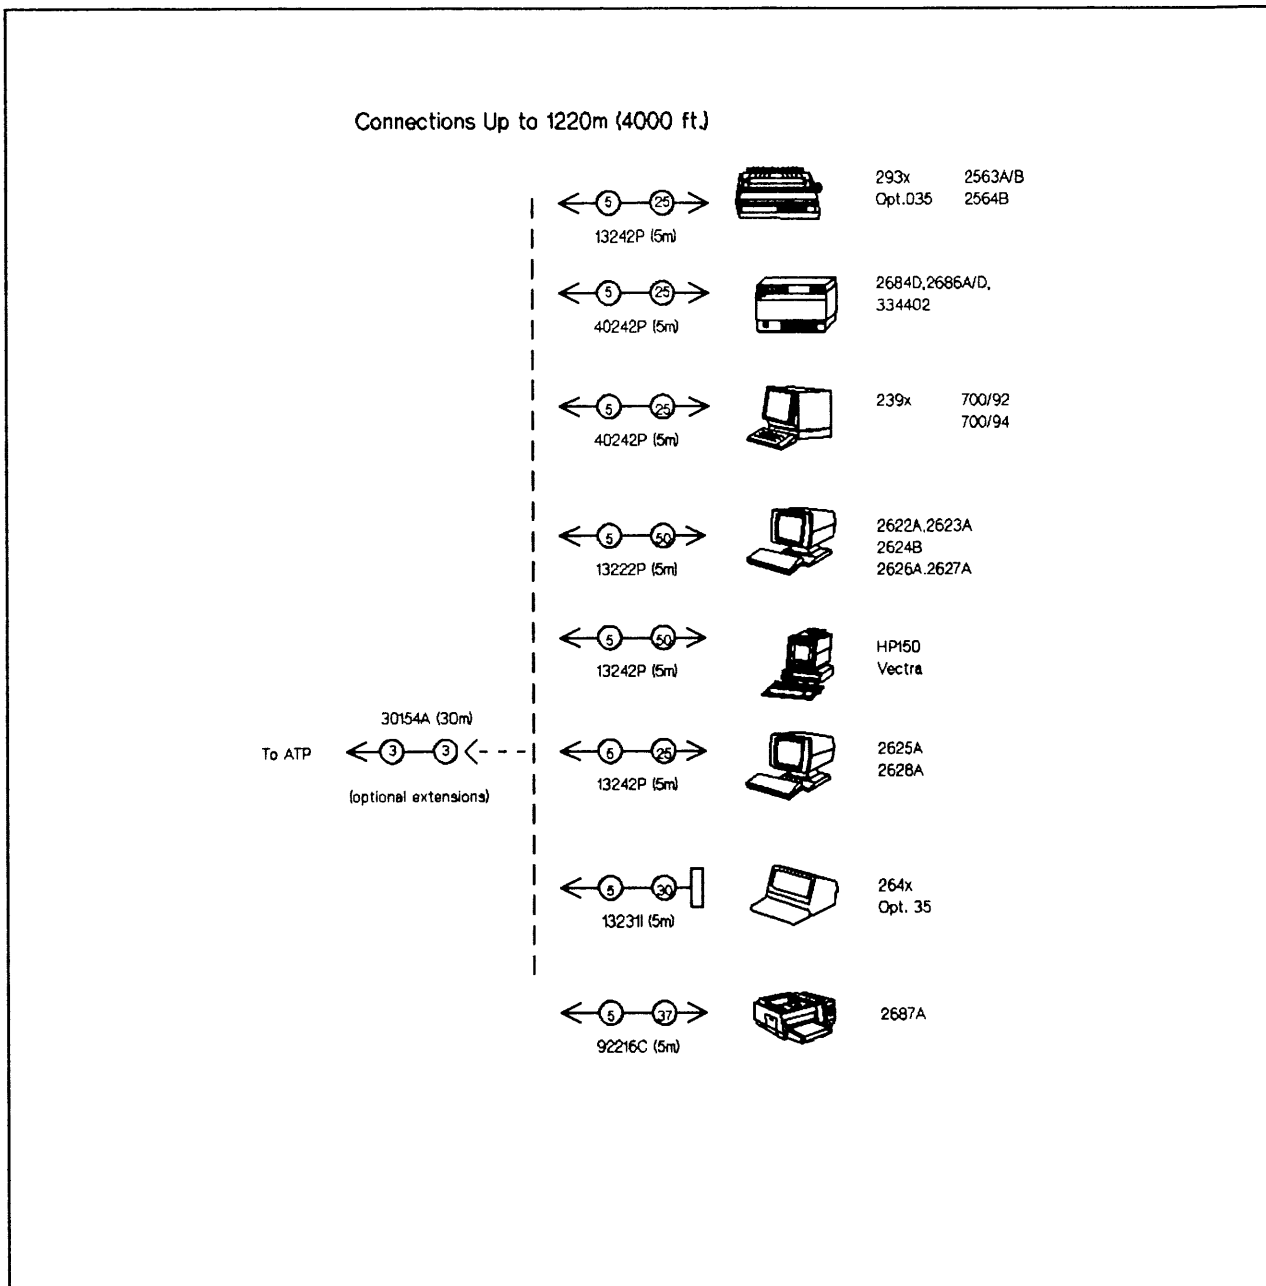 Connections Up to 1220m (4000 ft.)
5 25
13242P (5m)
293x 2563A/B
Opt.035 2564B
5 25
40242P (5m)
2684D,2686A/D,
334402
5 25
40242P (5m)
239x 700/92
700/94
5 50
13222P (5m)
2622A,2623A
2624B
2626A.2627A
5 50
13242P (5m)
HP150
Vectra
30154A (30m)
To ATP 3 3
(optional extensions)
6 25
13242P (5m)
2625A
2628A
5 30
13231I (5m)
264x
Opt. 35
5 37
92216C (5m)
2687A